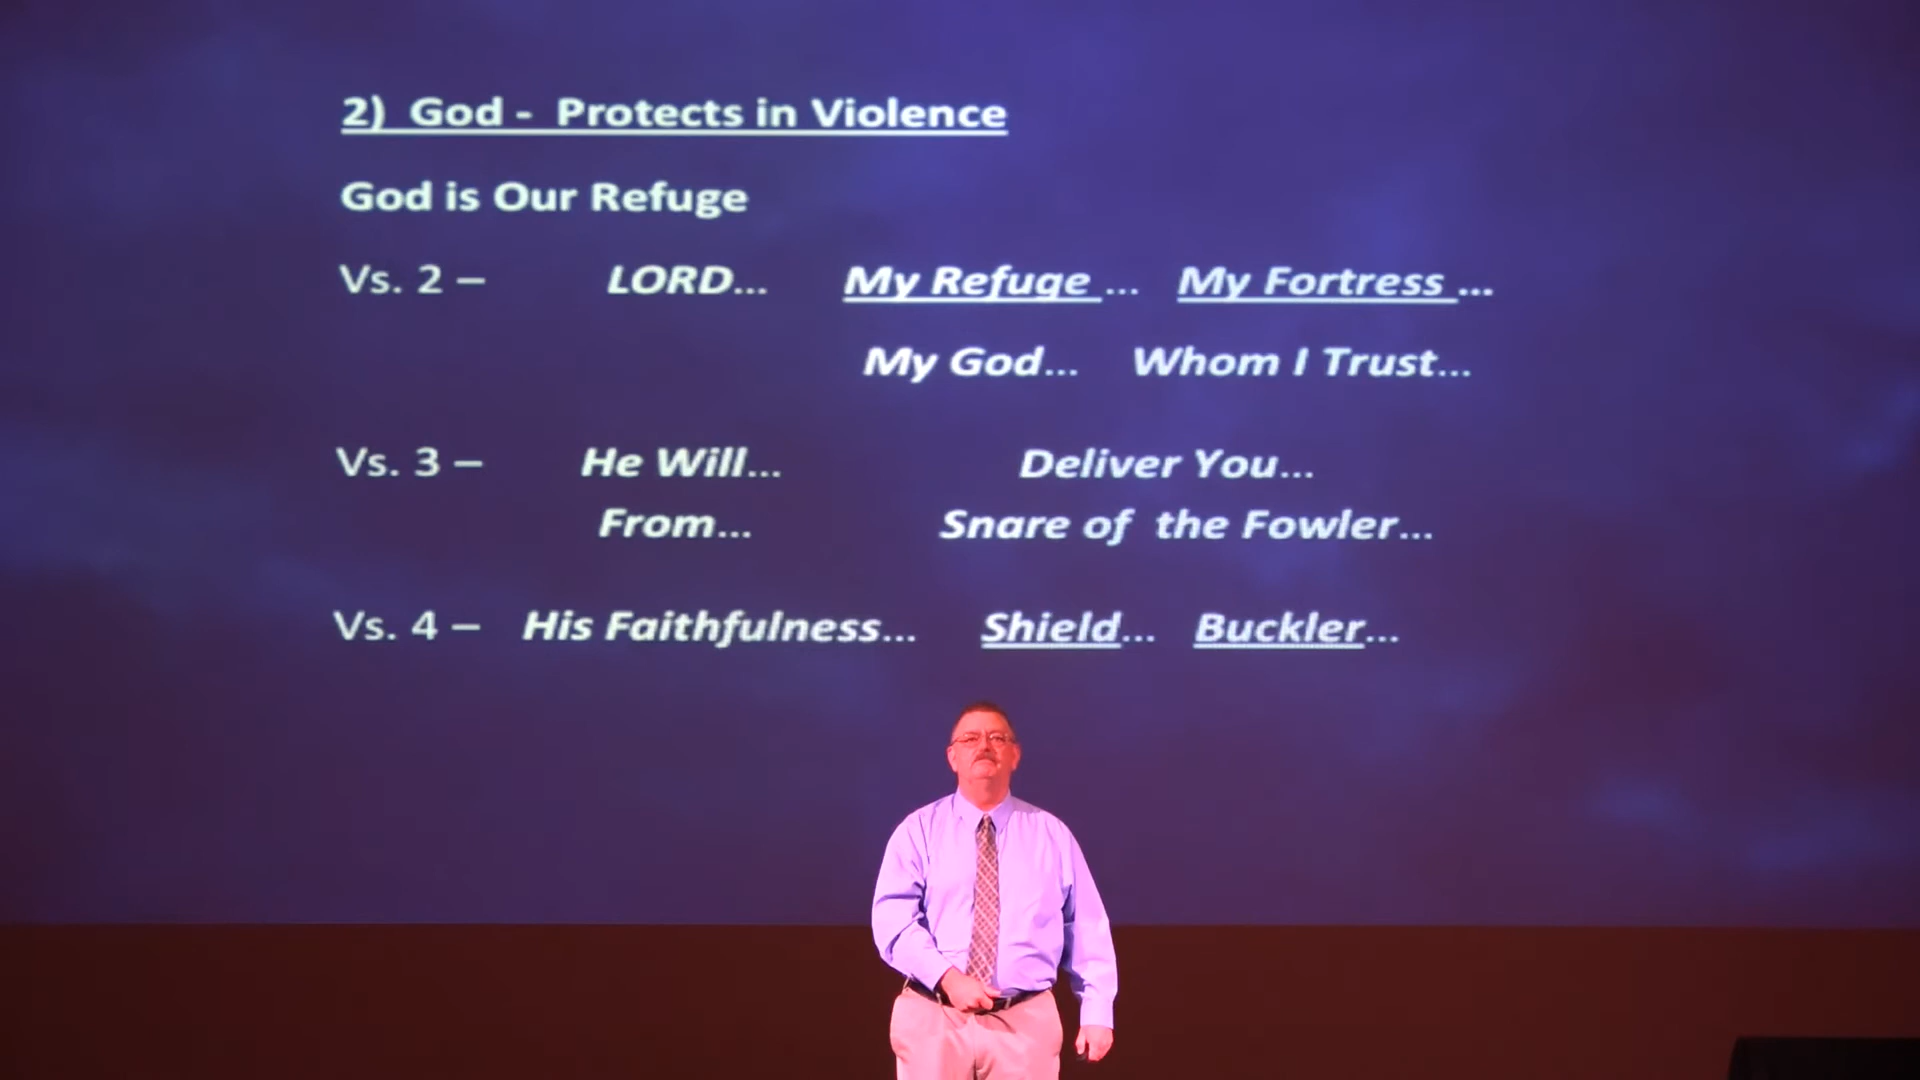 2) God - Protects in Violence
God is Our Refuge
Vs. 2 – LORD... My Refuge ... My Fortress ...
My God... Whom I Trust...
Vs. 3 – He Will... Deliver You...
From... Snare of the Fowler...
Vs. 4 – His Faithfulness... Shield... Buckler...